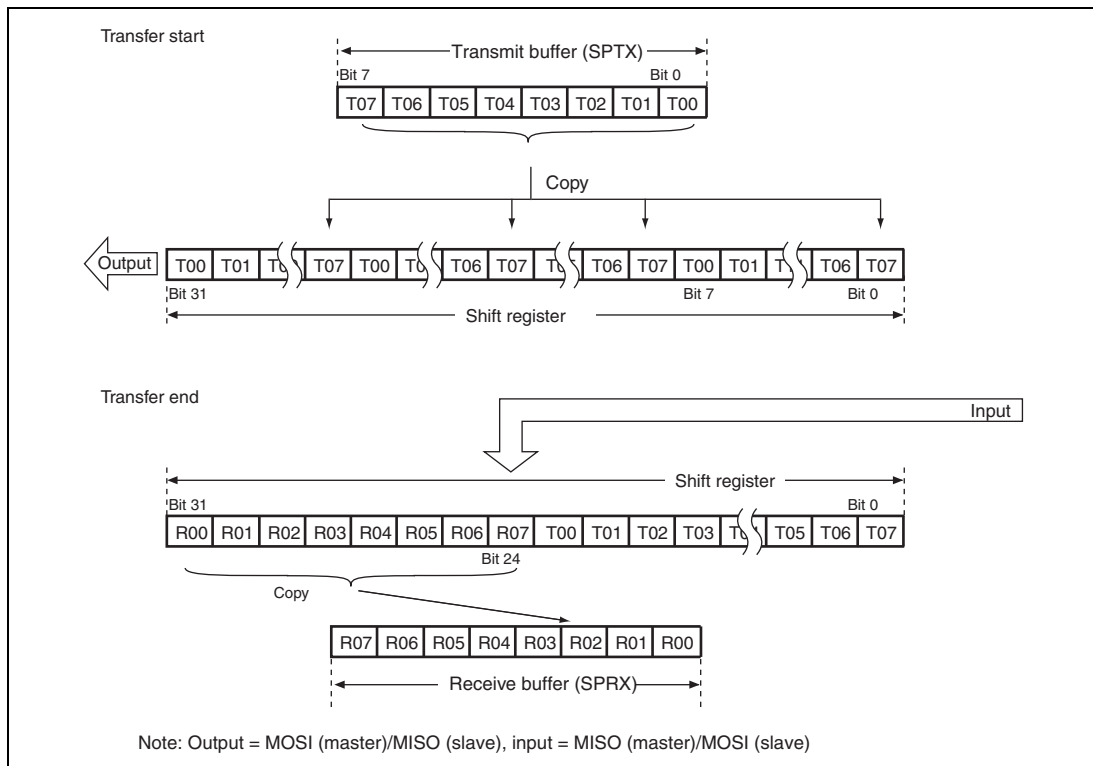 Transfer start
Transmit buffer (SPTX)
Bit 7 Bit 0
T07 T06 T05 T04 T03 T02 T01 T00
Copy
Output
T00 T01 T07 T00 T06 T07 T06 T07 T00 T01 T06 T07
Bit 31 Bit 7 Bit 0
Shift register
Transfer end
Input
Shift register
Bit 31 Bit 0
R00 R01 R02 R03 R04 R05 R06 R07 T00 T01 T02 T03 T05 T06 T07
Bit 24
Copy
R07 R06 R05 R04 R03 R02 R01 R00
Receive buffer (SPRX)
Note: Output = MOSI (master)/MISO (slave), input = MISO (master)/MOSI (slave)